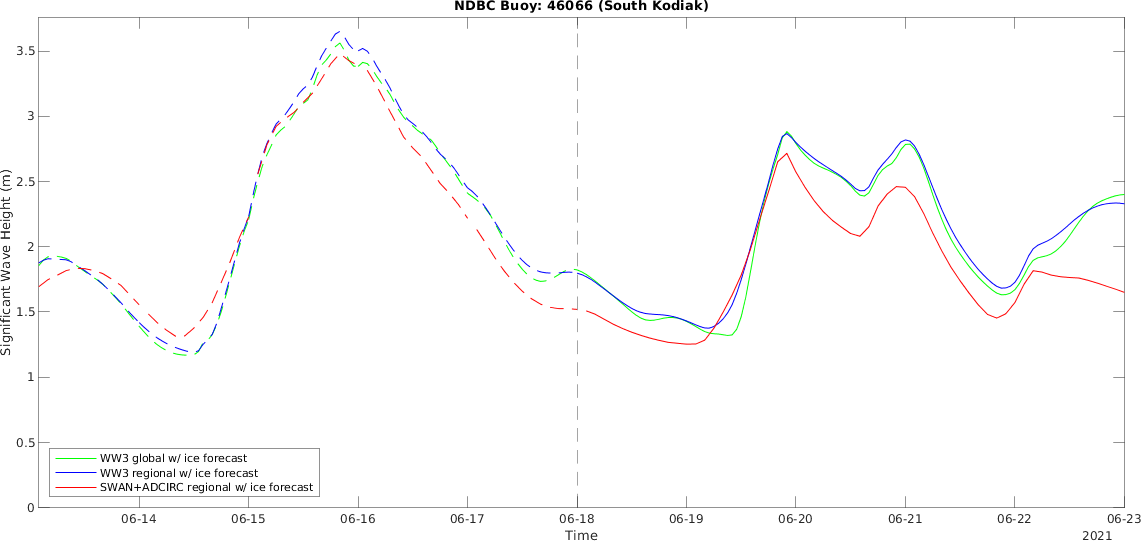 NDBC Buoy: 46066 (South Kodiak)
Significant Wave Height (m)
3.5
3
2.5
2
1.5
1
0.5
0
WW3 global w/ ice forecast
WW3 regional w/ ice forecast
SWAN+ADCIRC regional w/ ice forecast
06-14 06-15 06-16 06-17 06-18 06-19 06-20 06-21 06-22 06-23
Time
2021